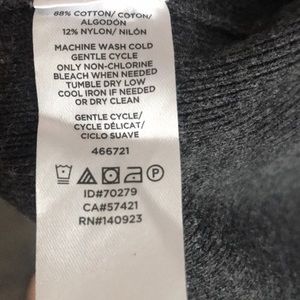 88% COTTON/ COTON/
ALGODÓN
12% NYLON/ NILÓN
MACHINE WASH COLD
GENTLE CYCLE
ONLY NON-CHLORINE
BLEACH WHEN NEEDED
TUMBLE DRY LOW
COOL IRON IF NEEDED
OR DRY CLEAN
GENTLE CYCLE/
CYCLE DÉLICAT/
CICLO SUAVE
466721
P
ID#70279
CA#57421
RN#140923